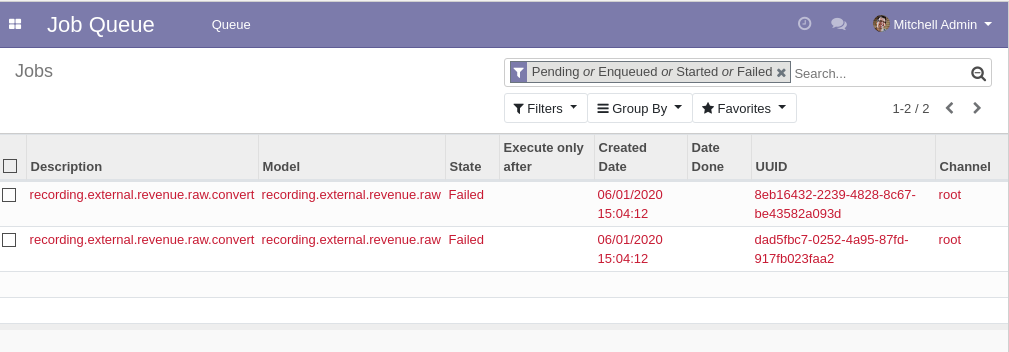 Job Queue Queue Mitchell Admin
Jobs
Pending or Enqueued or Started or Failed Search...
Filters Group By Favorites 1-2 / 2
Description Model State Execute only after Created Date Date Done UUID Channel
recording.external.revenue.raw.convert recording.external.revenue.raw Failed 06/01/2020 8eb16432-2239-4828-8c67- root
15:04:12 be43582a093d
recording.external.revenue.raw.convert recording.external.revenue.raw Failed 06/01/2020 dad5fbc7-0252-4a95-87fd- root
15:04:12 917fb023faa2